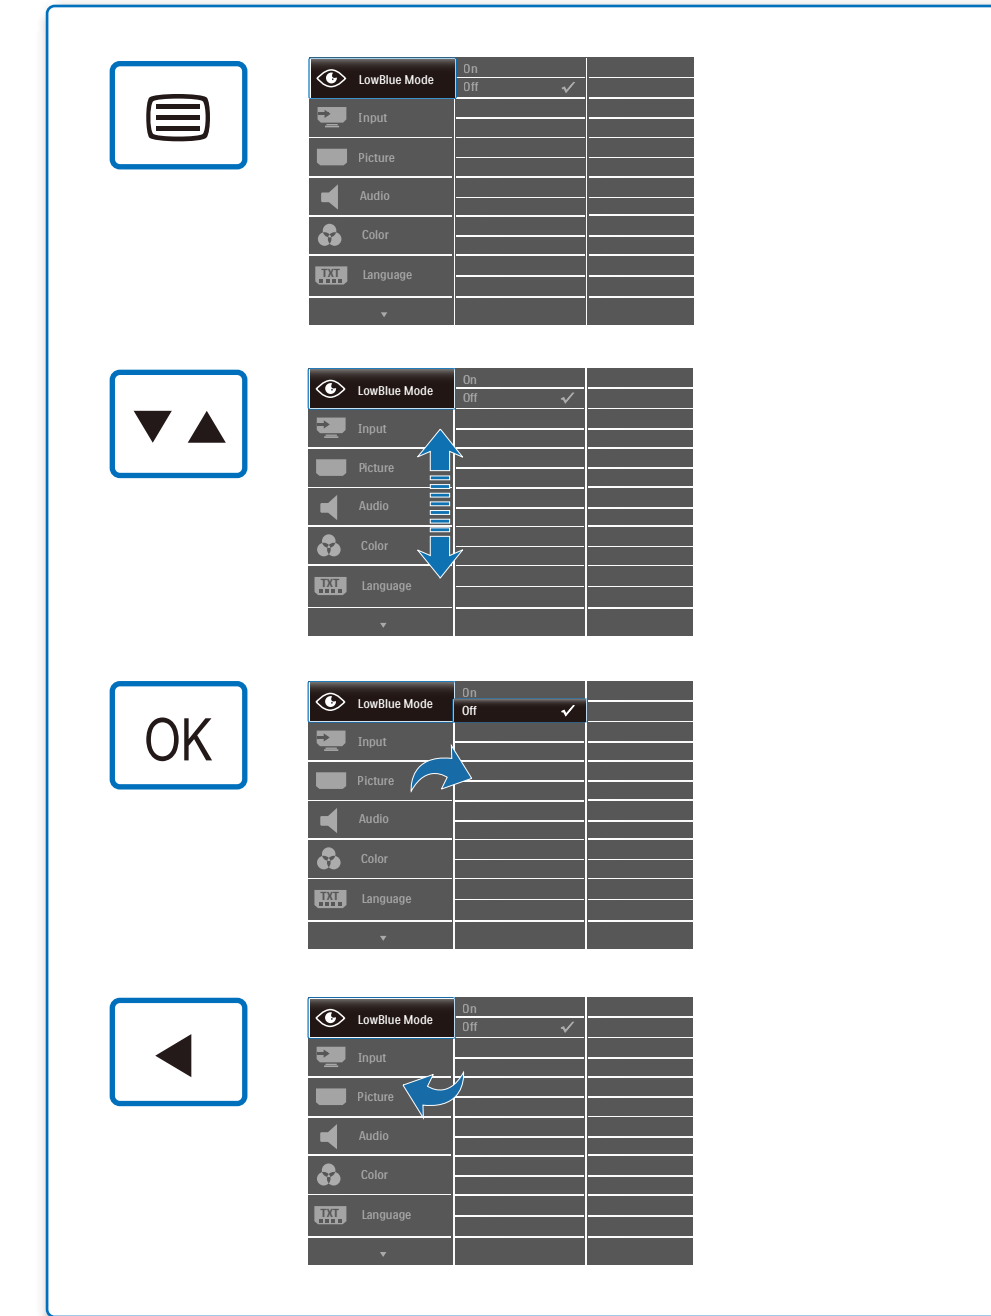 LowBlue Mode
On
Off
Input
Picture
Audio
Color
TXT
Language
LowBlue Mode
On
Off
Input
Picture
Audio
Color
TXT
Language
OK
LowBlue Mode
On
Off
Input
Picture
Audio
Color
TXT
Language
LowBlue Mode
On
Off
Input
Picture
Audio
Color
TXT
Language